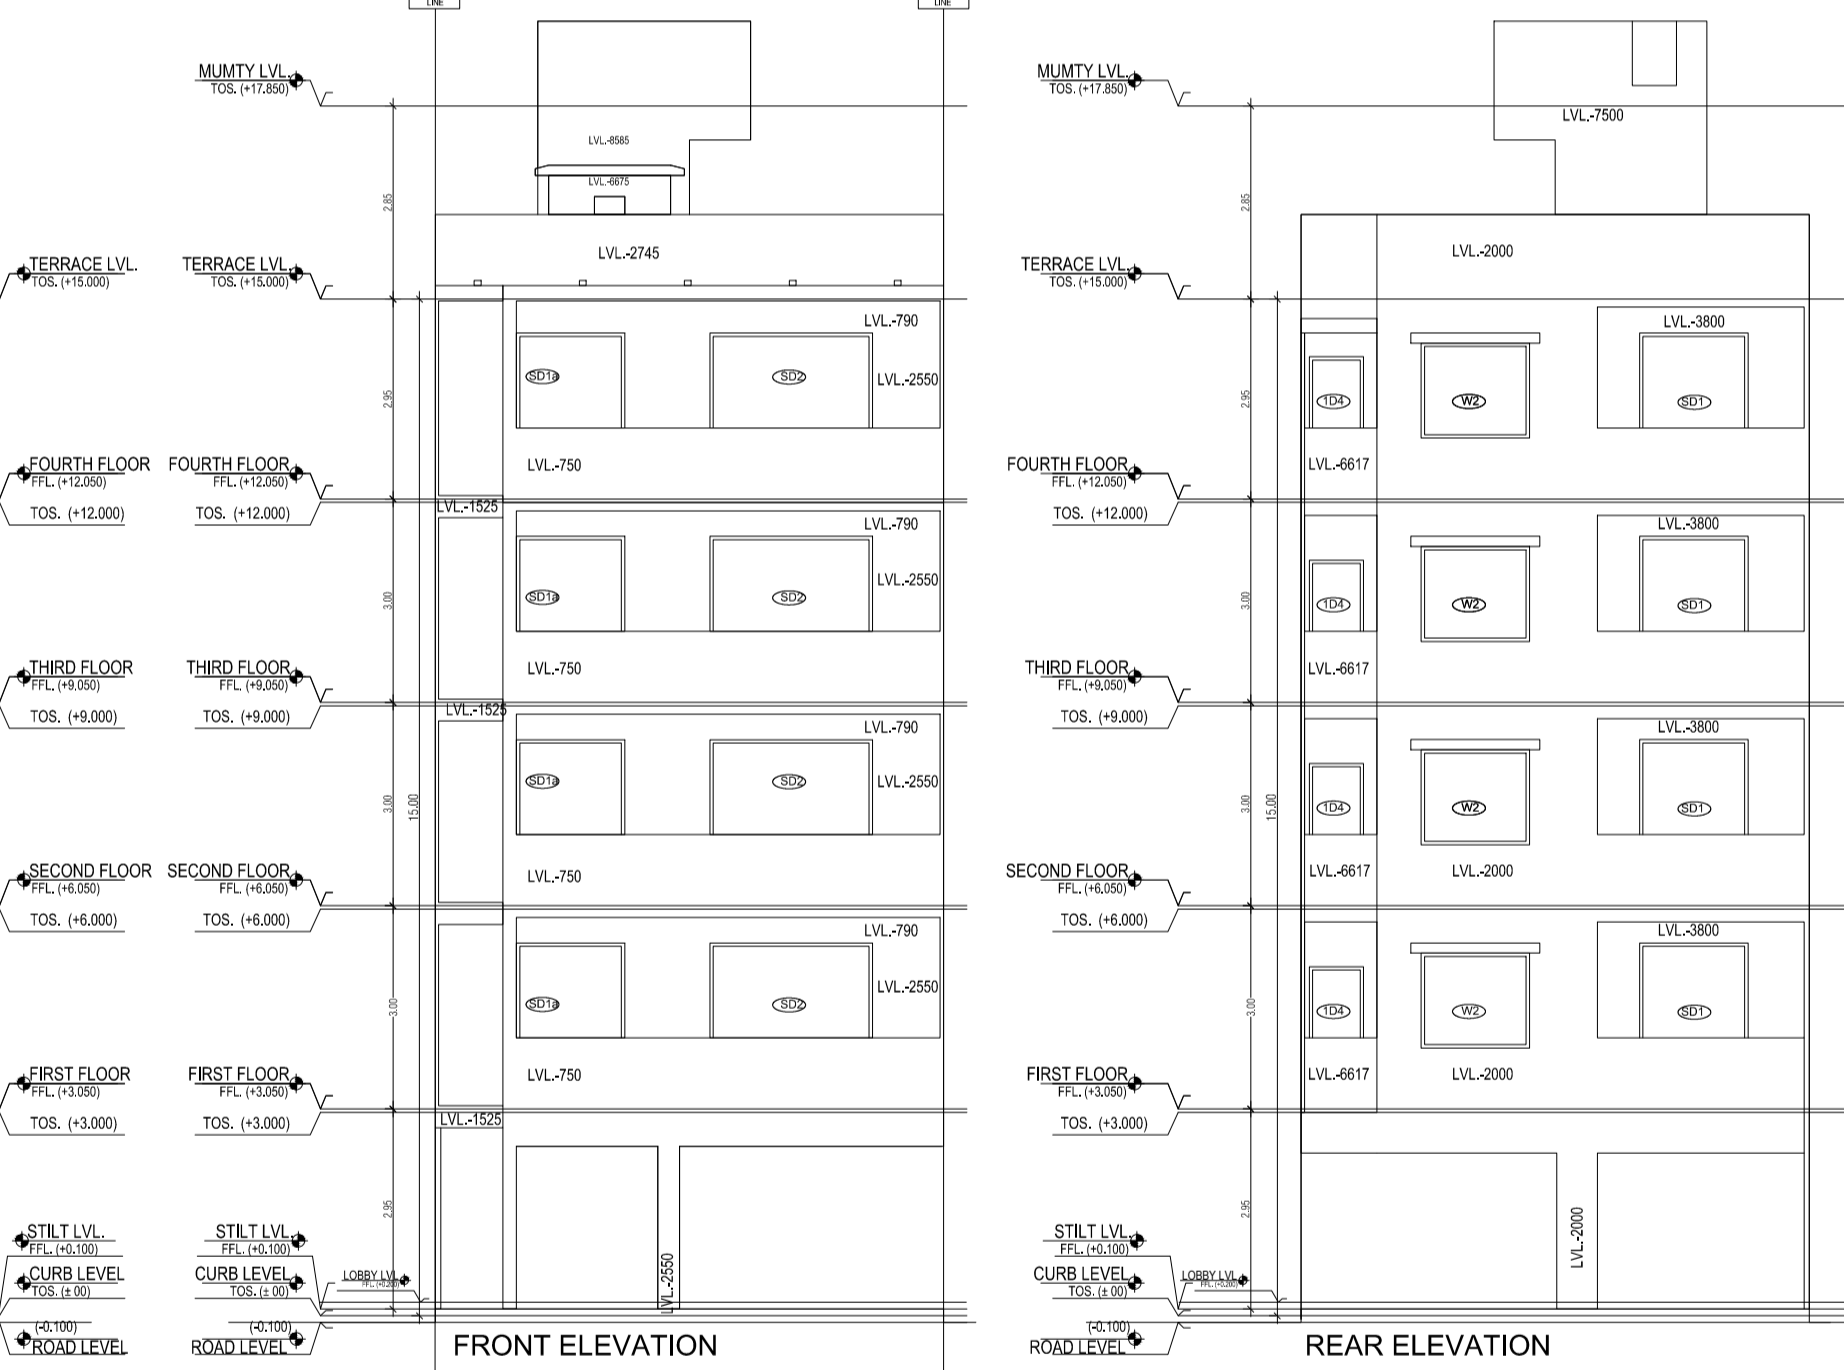 LINE
LINE
MUMTY LVL.
TOS. (+17.850)
LVL.-8585
LVL.-6675
2.85
TERRACE LVL.
TOS. (+15.000)
TERRACE LVL.
TOS. (+15.000)
LVL.-2745
LVL.-790
SD1a
SD2
LVL.-2550
2.95
FOURTH FLOOR
FFL. (+12.050)
TOS. (+12.000)
FOURTH FLOOR
FFL. (+12.050)
TOS. (+12.000)
LVL.-750
LVL.-1525
LVL.-790
SD1a
SD2
LVL.-2550
3.00
THIRD FLOOR
FFL. (+9.050)
TOS. (+9.000)
THIRD FLOOR
FFL. (+9.050)
TOS. (+9.000)
LVL.-750
LVL.-1525
LVL.-790
SD1a
SD2
LVL.-2550
3.00
15.00
SECOND FLOOR
FFL. (+6.050)
TOS. (+6.000)
SECOND FLOOR
FFL. (+6.050)
TOS. (+6.000)
LVL.-750
LVL.-790
SD1a
SD2
LVL.-2550
3.00
FIRST FLOOR
FFL. (+3.050)
TOS. (+3.000)
FIRST FLOOR
FFL. (+3.050)
TOS. (+3.000)
LVL.-750
LVL.-1525
2.95
LVL.-2550
STILT LVL.
FFL. (+0.100)
CURB LEVEL
TOS. (± 00)
(-0.100)
ROAD LEVEL
STILT LVL.
FFL. (+0.100)
CURB LEVEL
TOS. (± 00)
(-0.100)
ROAD LEVEL
LOBBY LVL.
FFL. (+0.200)
FRONT ELEVATION
MUMTY LVL.
TOS. (+17.850)
LVL.-7500
2.85
TERRACE LVL.
TOS. (+15.000)
LVL.-2000
LVL.-3800
1D4
W2
SD1
2.95
FOURTH FLOOR
FFL. (+12.050)
TOS. (+12.000)
LVL.-6617
LVL.-3800
1D4
W2
SD1
3.00
THIRD FLOOR
FFL. (+9.050)
TOS. (+9.000)
LVL.-6617
LVL.-3800
1D4
W2
SD1
3.00
15.00
SECOND FLOOR
FFL. (+6.050)
TOS. (+6.000)
LVL.-6617
LVL.-2000
LVL.-3800
1D4
W2
SD1
3.00
FIRST FLOOR
FFL. (+3.050)
TOS. (+3.000)
LVL.-6617
LVL.-2000
2.95
LVL.-2000
STILT LVL.
FFL. (+0.100)
CURB LEVEL
TOS. (± 00)
(-0.100)
ROAD LEVEL
LOBBY LVL.
FFL. (+0.200)
REAR ELEVATION